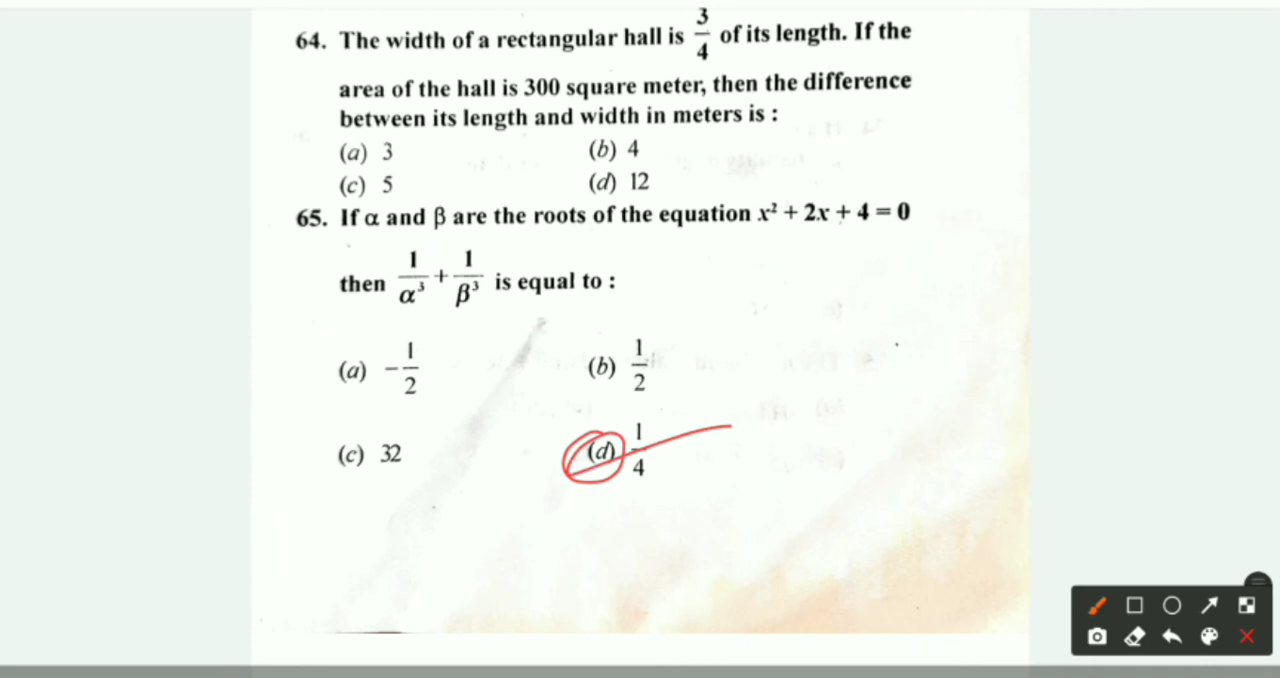 64. The width of a rectangular hall is 3/4 of its length. If the
area of the hall is 300 square meter, then the difference
between its length and width in meters is :
(a) 3 (b) 4
(c) 5 (d) 12
65. If α and β are the roots of the equation x² + 2x + 4 = 0
then 1/α³ + 1/β³ is equal to :
(a) -1/2 (b) 1/2
(c) 32 (d) 1/4